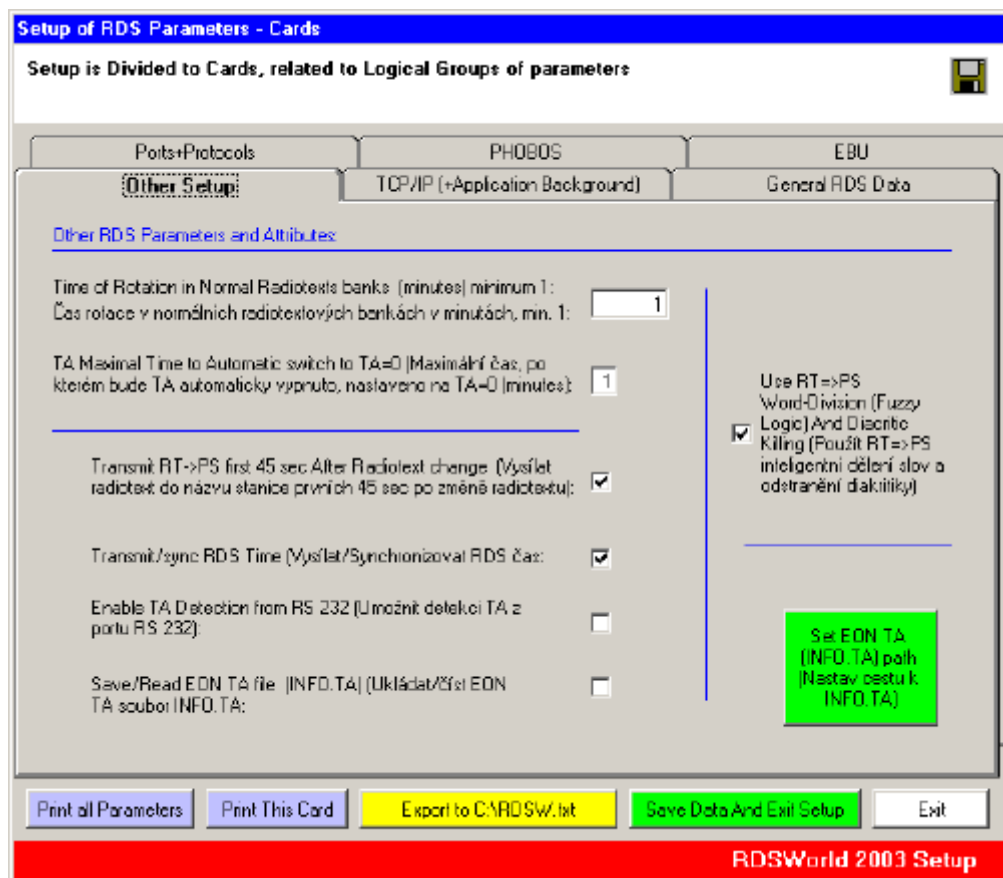 Setup of RDS Parameters - Cards
Setup is Divided to Cards, related to Logical Groups of parameters
Ports+Protocols
PHOBOS
EBU
Other Setup
TCP/IP (+Application Background)
General RDS Data
Other RDS Parameters and Attributes:
Time of Rotation in Normal Radiotexts banks (minutes) minimum 1:
Čas rotace v normálních radiotextových bankách v minutách, min. 1:
1
TA Maximal Time to Automatic switch to TA=0 (Maximální čas, po
kterém bude TA automaticky vypnuto, nastaveno na TA=0 (minutes):
1
Transmit RT->PS first 45 sec After Radiotext change (Vysílat
radiotext do názvu stanice prvních 45 sec po změně radiotextu):
Transmit/sync RDS Time (Vysílat/Synchronizovat RDS čas:
Enable TA Detection from RS 232 (Umožnit detekci TA z
portu RS 232):
Save/Read EON TA file (INFO.TA) (Ukládat/číst EON
TA soubor INFO.TA:
Use RT=>PS
Word-Division (Fuzzy
Logic) And Diacritic
Killing (Použít RT=>PS
inteligentni dělení slov a
odstranění diakritiky)
Set EON TA
(INFO.TA) path
(Nastav cestu k
INFO.TA)
Print all Parameters
Print This Card
Export to C:\RDSW.txt
Save Data And Exit Setup
Exit
RDSWorld 2003 Setup